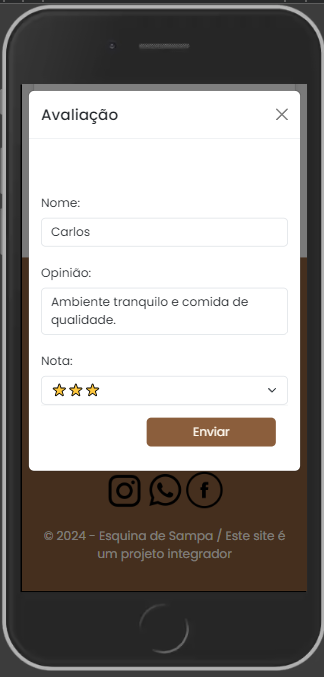 Avaliação
Nome:
Carlos
Opinião:
Ambiente tranquilo e comida de
qualidade.
Nota:
Enviar
© 2024 - Esquina de Sampa / Este site é
um projeto integrador